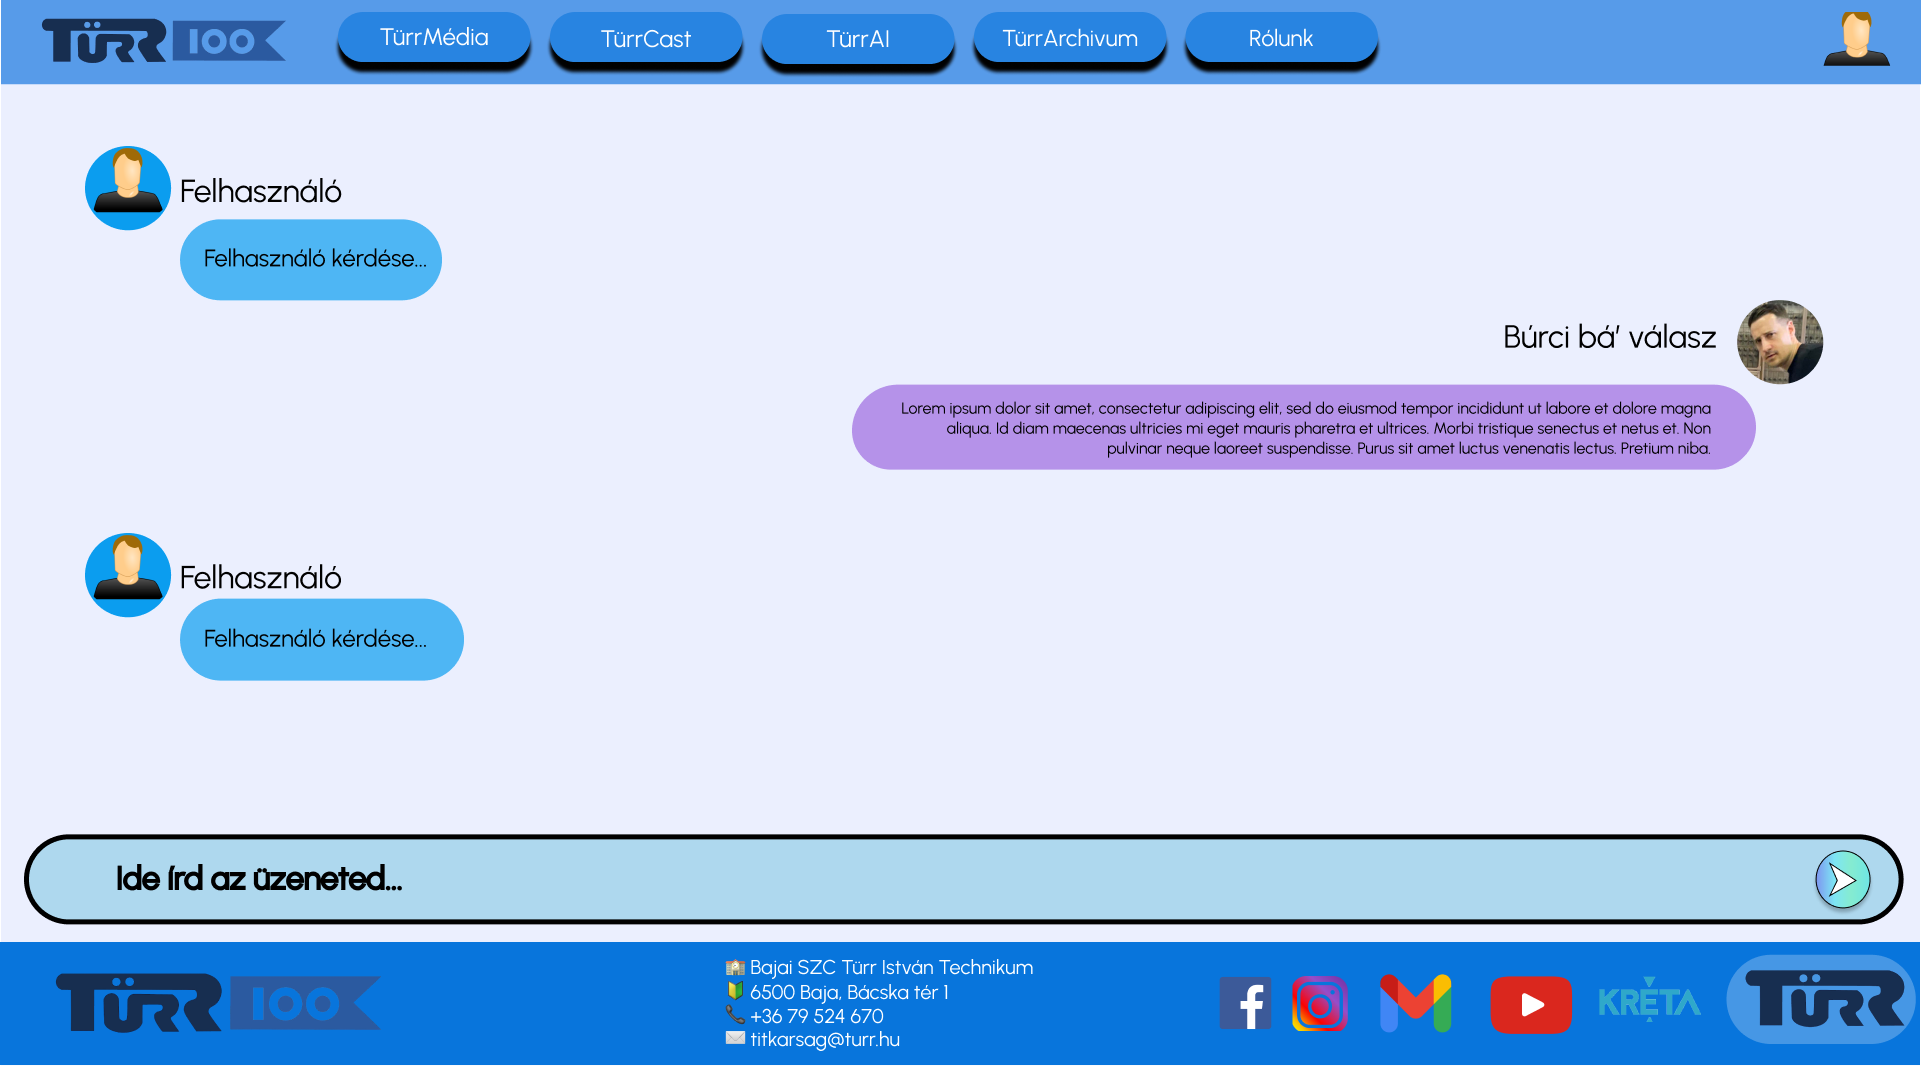 TÜRR 100
TürrMédia
TürrCast
TürrAI
TürrArchivum
Rólunk
Felhasználó
Felhasználó kérdése...
Búrci bá' válasz
Lorem ipsum dolor sit amet, consectetur adipiscing elit, sed do eiusmod tempor incididunt ut labore et dolore magna
aliqua. Id diam maecenas ultricies mi eget mauris pharetra et ultrices. Morbi tristique senectus et netus et. Non
pulvinar neque laoreet suspendisse. Purus sit amet luctus venenatis lectus. Pretium niba.
Felhasználó
Felhasználó kérdése...
Ide írd az üzeneted...
TÜRR 100
Bajai SZC Türr István Technikum
6500 Baja, Bácska tér 1
+36 79 524 670
titkarsag@turr.hu
KRÉTA
TÜRR